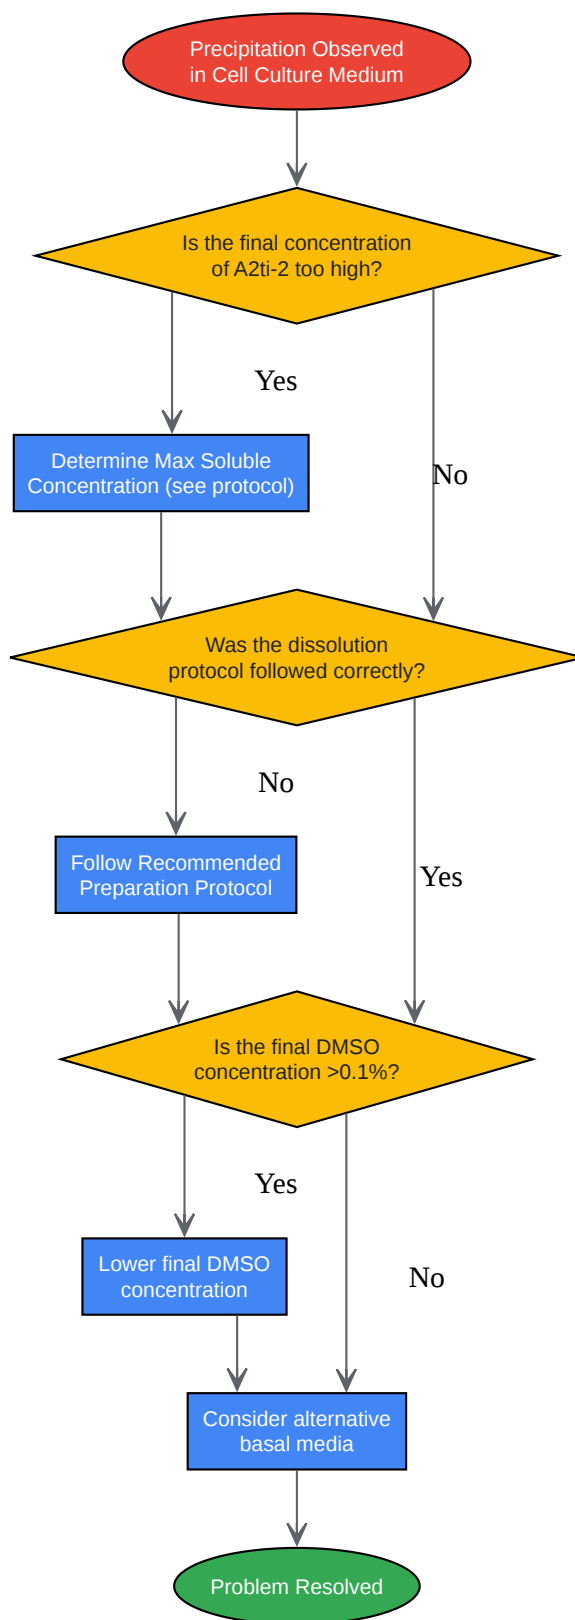 Precipitation Observed
in Cell Culture Medium
Is the final concentration
of A2ti-2 too high?
Yes
Determine Max Soluble
Concentration (see protocol)
No
Was the dissolution
protocol followed correctly?
No
Follow Recommended
Preparation Protocol
Yes
Is the final DMSO
concentration >0.1%?
Yes
Lower final DMSO
concentration
No
Consider alternative
basal media
Problem Resolved